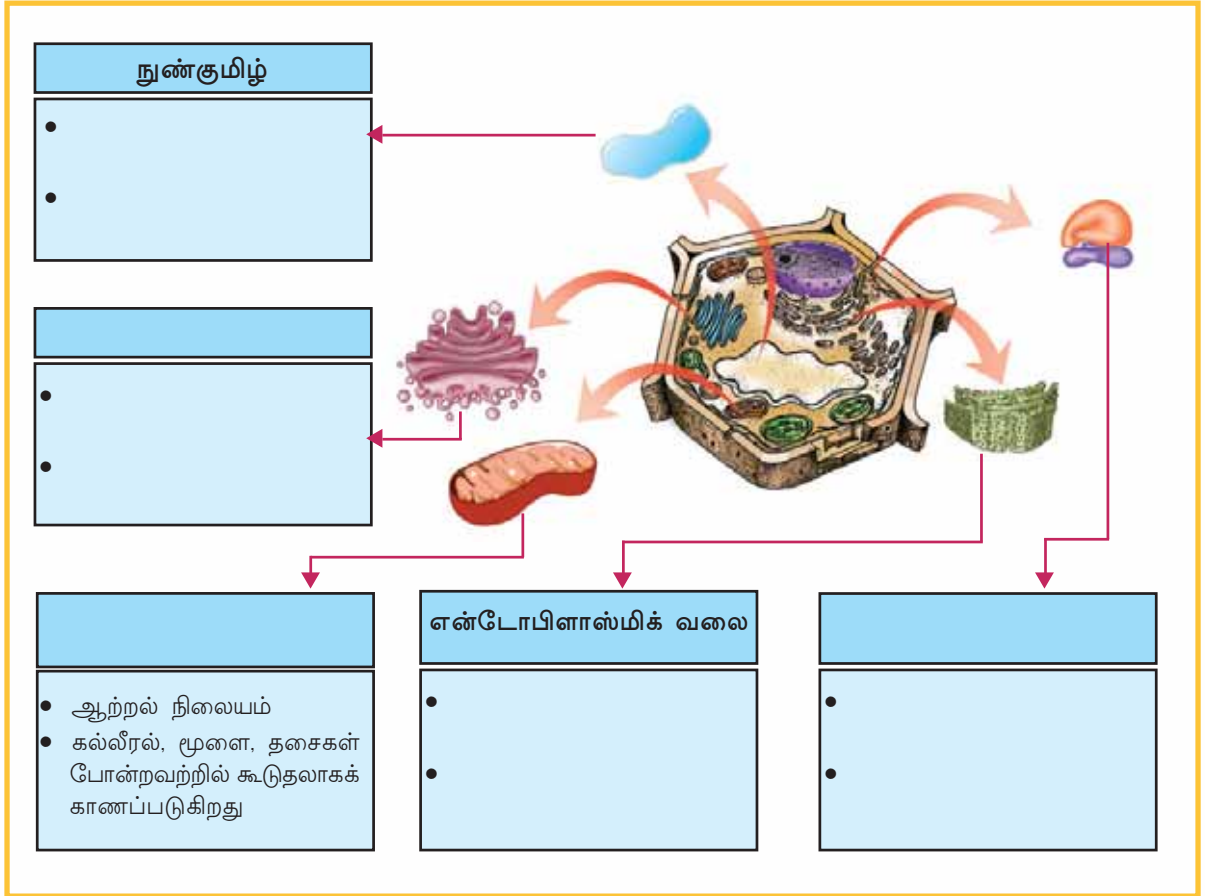 நுண்குமிழ்
என்டோபிளாஸ்மிக் வலை
● ஆற்றல் நிலையம்
● கல்லீரல், மூளை, தசைகள்
போன்றவற்றில் கூடுதலாகக்
காணப்படுகிறது